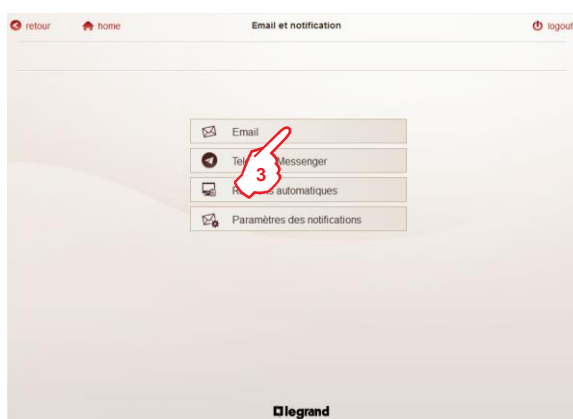 retour home Email et notification logout
Email
Messenger
3
automatiques
Paramètres des notifications
legrand